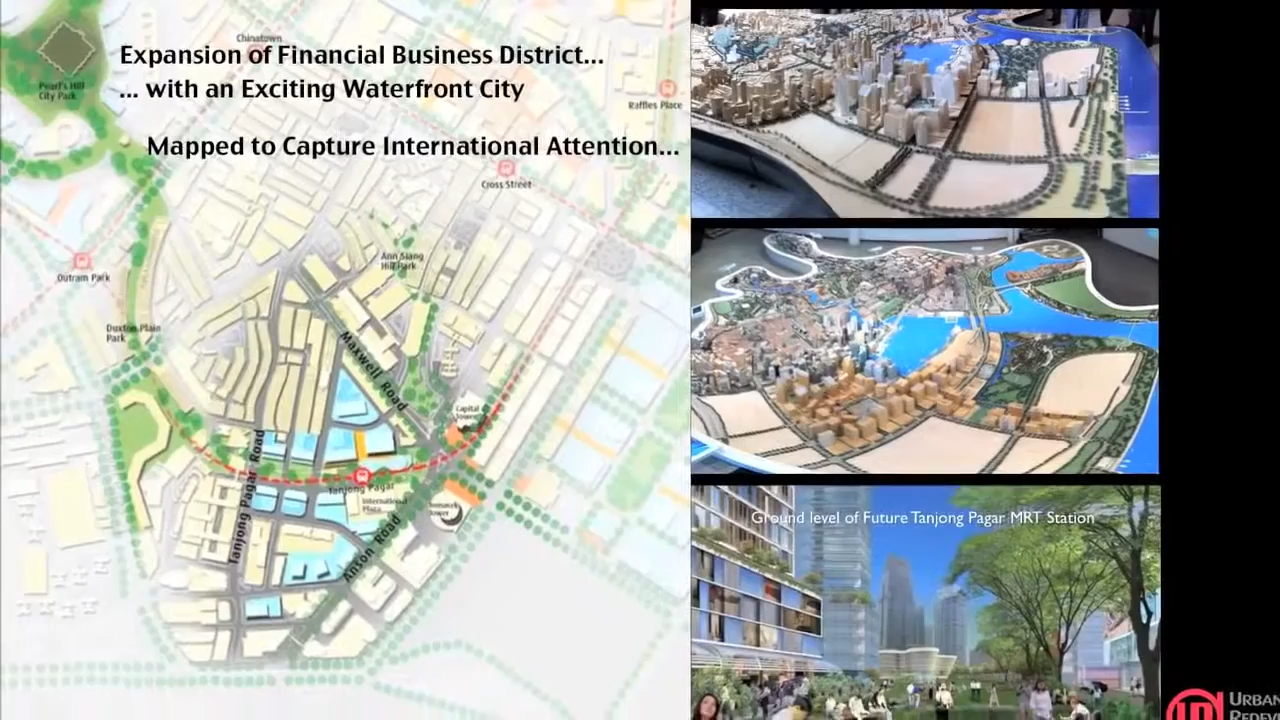 Chinatown
Expansion of Financial Business District...
... with an Exciting Waterfront City
Pearl's Hill
City Park
Raffles Place
Mapped to Capture International Attention...
Cross Street
Ann Siang
Hill Park
Outram Park
Duxton Plain
Park
Maxwell Road
Capital
Tower
Tanjong Pagar Road
Tanjong Pagar
International
Plaza
Anson Road
Ground level of Future Tanjong Pagar MRT Station
URBAN